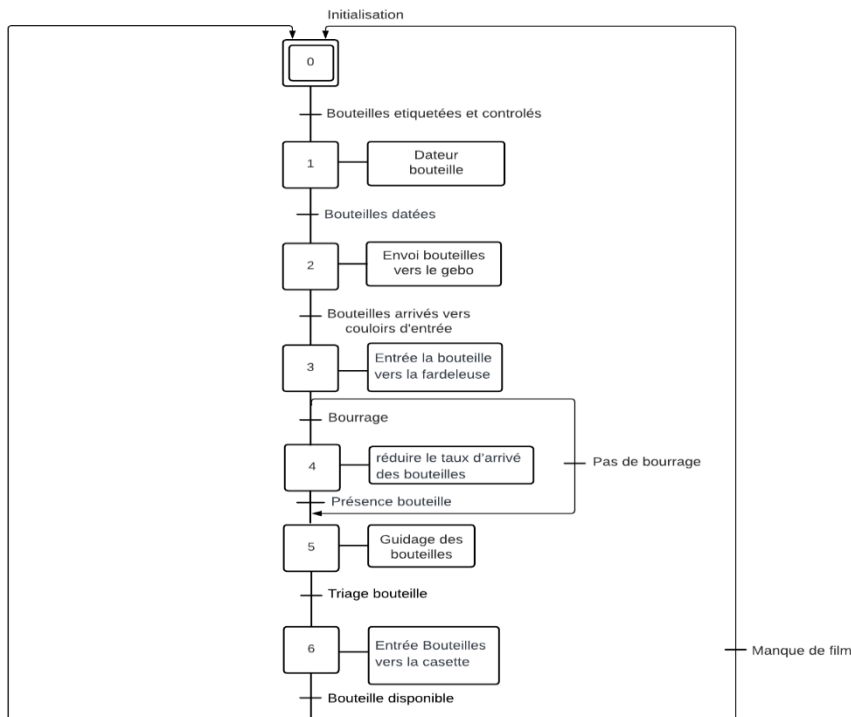 Initialisation
0
Bouteilles etiquetées et controlés
1
Dateur
bouteille
Bouteilles datées
2
Envoi bouteilles
vers le gebo
Bouteilles arrivés vers
couloirs d'entrée
3
Entrée la bouteille
vers la fardeleuse
Bourrage
4
réduire le taux d'arrivé
des bouteilles
Pas de bourrage
Présence bouteille
5
Guidage des
bouteilles
Triage bouteille
6
Entrée Bouteilles
vers la casette
Manque de film
Bouteille disponible